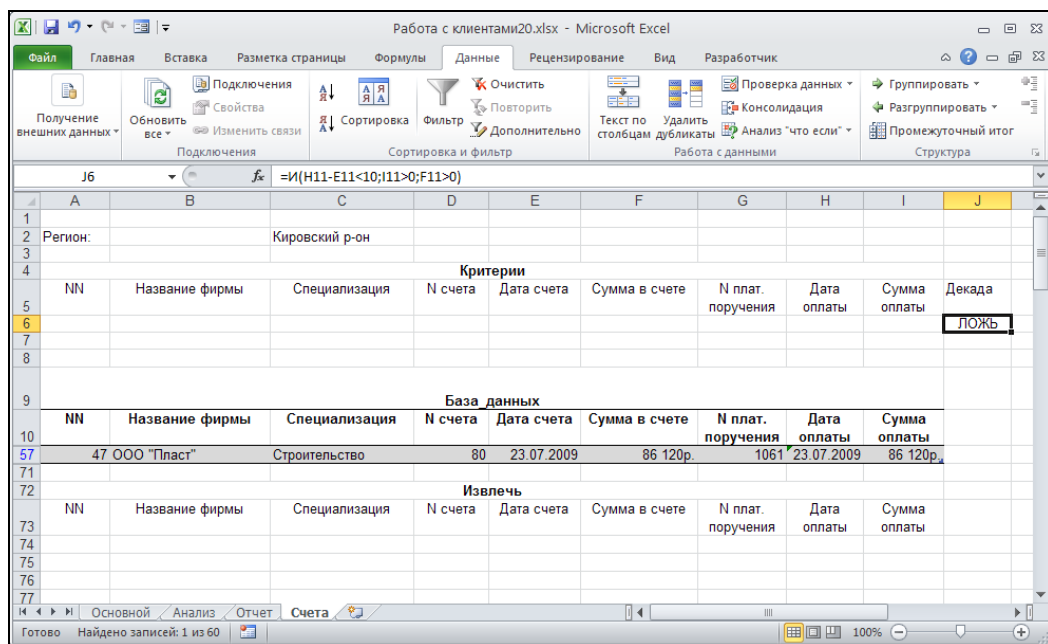 Работа с клиентами20.xlsx - Microsoft Excel
Файл Главная Вставка Разметка страницы Формулы Данные Рецензирование Вид Разработчик
Получение внешних данных
Обновить все
Подключения
Свойства
Изменить связи
Подключения
Сортировка
Фильтр
Очистить
Повторить
Дополнительно
Сортировка и фильтр
Текст по столбцам
Удалить дубликаты
Проверка данных
Консолидация
Анализ "что если"
Работа с данными
Группировать
Разгруппировать
Промежуточный итог
Структура
J6 fx =И(H11-E11<10;I11>0;F11>0)
A B C D E F G H I J
1
2 Регион: Кировский р-он
3
4 Критерии
5 NN Название фирмы Специализация N счета Дата счета Сумма в счете N плат. поручения Дата оплаты Сумма оплаты Декада
6 ЛОЖЬ
7
8
9 База_данных
10 NN Название фирмы Специализация N счета Дата счета Сумма в счете N плат. поручения Дата оплаты Сумма оплаты
57 47 ООО "Пласт" Строительство 80 23.07.2009 86 120р. 1061 23.07.2009 86 120р.
71
72 Извлечь
73 NN Название фирмы Специализация N счета Дата счета Сумма в счете N плат. поручения Дата оплаты Сумма оплаты
74
75
76
77
Основной Анализ Отчет Счета
Готово Найдено записей: 1 из 60 100%